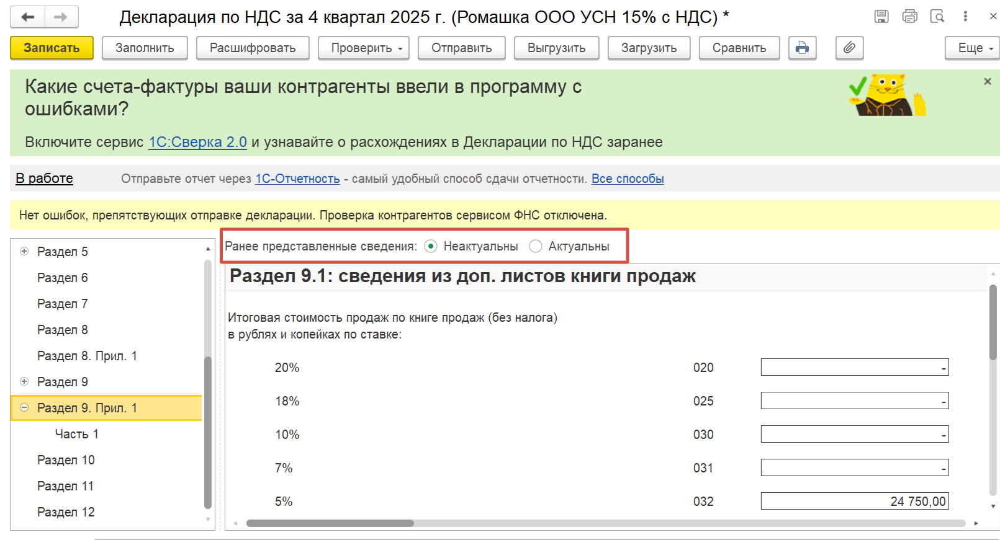 Декларация по НДС за 4 квартал 2025 г. (Ромашка ООО УСН 15% с НДС) *
Записать Заполнить Расшифровать Проверить Отправить Выгрузить Загрузить Сравнить Еще
Какие счета-фактуры ваши контрагенты ввели в программу с
ошибками?
Включите сервис 1С:Сверка 2.0 и узнавайте о расхождениях в Декларации по НДС заранее
В работе Отправьте отчет через 1С-Отчетность - самый удобный способ сдачи отчетности. Все способы
Нет ошибок, препятствующих отправке декларации. Проверка контрагентов сервисом ФНС отключена.
Раздел 5
Раздел 6
Раздел 7
Раздел 8
Раздел 8. Прил. 1
Раздел 9
Раздел 9. Прил. 1
Часть 1
Раздел 10
Раздел 11
Раздел 12
Ранее представленные сведения: Неактуальны Актуальны
Раздел 9.1: сведения из доп. листов книги продаж
Итоговая стоимость продаж по книге продаж (без налога)
в рублях и копейках по ставке:
20% 020 -
18% 025 -
10% 030 -
7% 031 -
5% 032 24 750,00